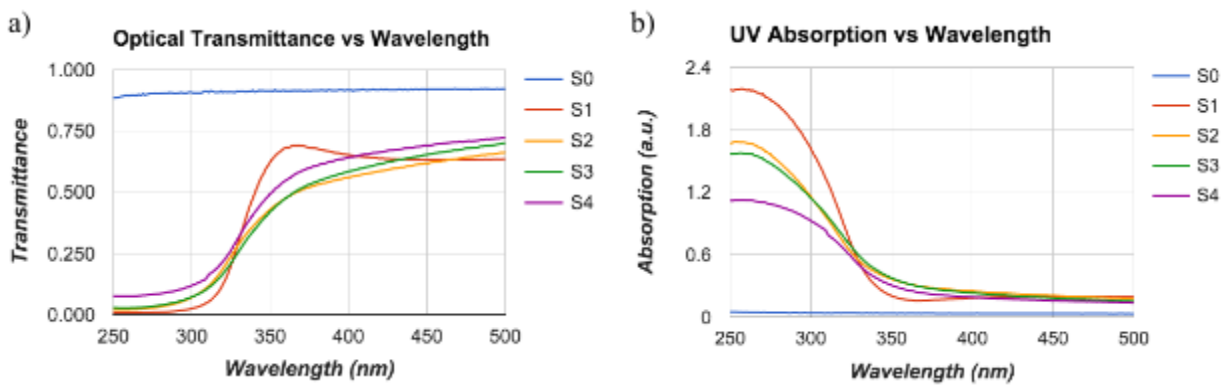 a)
Optical Transmittance vs Wavelength
1.000
0.750
0.500
0.250
0.000
Transmittance
250
300
350
400
450
500
Wavelength (nm)
S0
S1
S2
S3
S4
b)
UV Absorption vs Wavelength
2.4
1.8
1.2
0.6
0
Absorption (a.u.)
250
300
350
400
450
500
Wavelength (nm)
S0
S1
S2
S3
S4